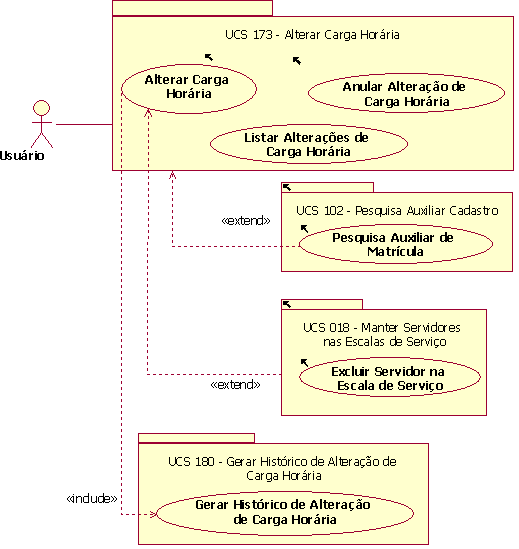 UCS 173 - Alterar Carga Horária
Alterar Carga
Horária
Anular Alteração de
Carga Horária
Listar Alterações de
Carga Horária
Usuário
«extend»
UCS 102 - Pesquisa Auxiliar Cadastro
Pesquisa Auxiliar de
Matrícula
UCS 018 - Manter Servidores
nas Escalas de Serviço
Excluir Servidor na
Escala de Serviço
«extend»
UCS 180 - Gerar Histórico de Alteração de
Carga Horária
«include»
Gerar Histórico de Alteração
de Carga Horária